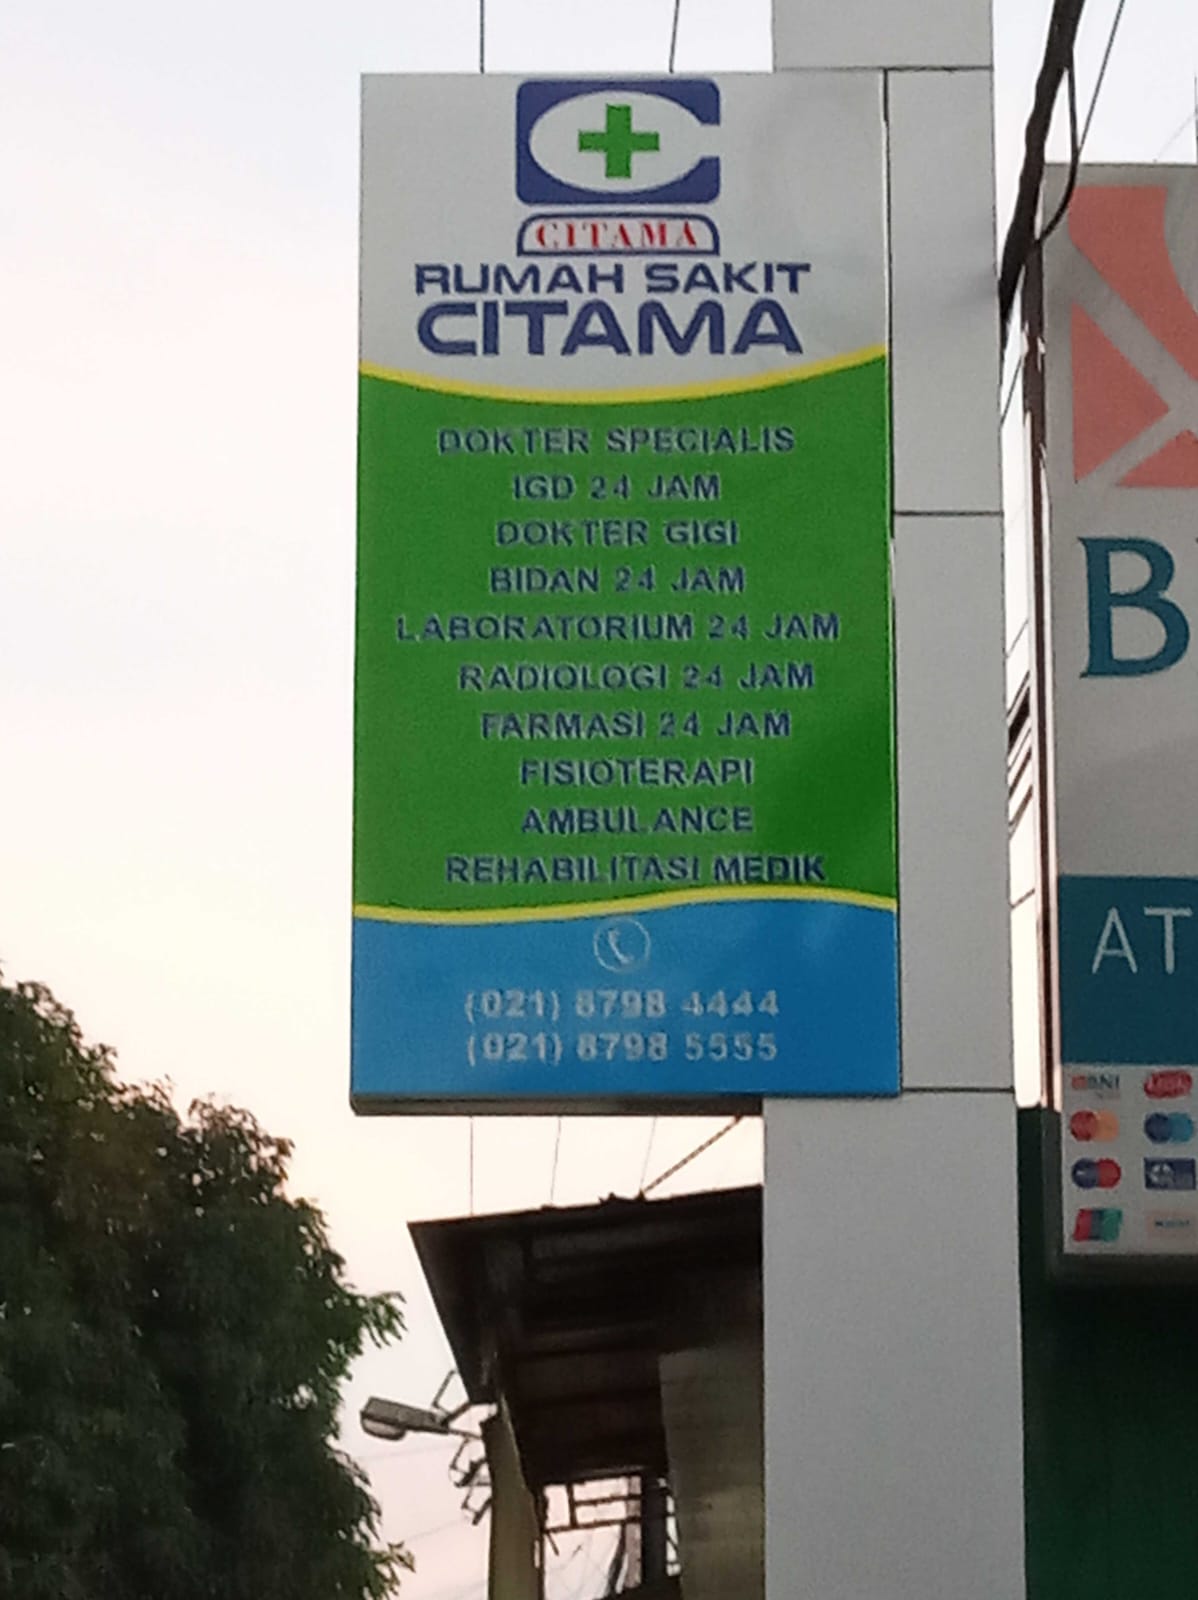 CITAMA
RUMAH SAKIT
CITAMA
DOKTER SPECIALIS
IGD 24 JAM
DOKTER GIGI
BIDAN 24 JAM
LABORATORIUM 24 JAM
RADIOLOGI 24 JAM
FARMASI 24 JAM
FISIOTERAPI
AMBULANCE
REHABILITASI MEDIK
(021) 8798 4444
(021) 8798 5555
B
AT
BNI